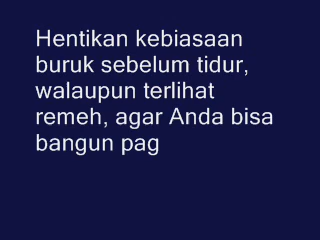 Hentikan kebiasaan
buruk sebelum tidur,
walaupun terlihat
remeh, agar Anda bisa
bangun pag